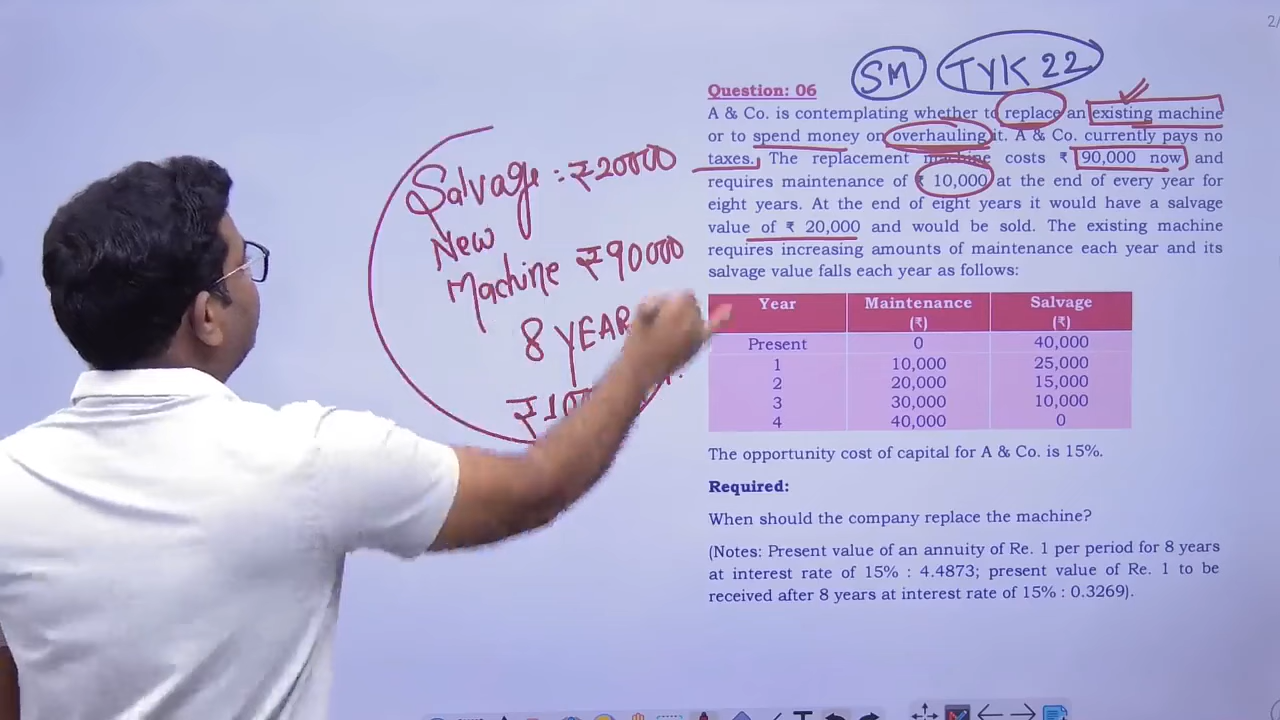 2/
SM TYK 22
Question: 06
A & Co. is contemplating whether to replace an existing machine
or to spend money on overhauling it. A & Co. currently pays no
taxes. The replacement machine costs ₹ 90,000 now and
requires maintenance of ₹ 10,000 at the end of every year for
eight years. At the end of eight years it would have a salvage
value of ₹ 20,000 and would be sold. The existing machine
requires increasing amounts of maintenance each year and its
salvage value falls each year as follows:
Year Maintenance (₹) Salvage (₹)
Present 0 40,000
1 10,000 25,000
2 20,000 15,000
3 30,000 10,000
4 40,000 0
The opportunity cost of capital for A & Co. is 15%.
Required:
When should the company replace the machine?
(Notes: Present value of an annuity of Re. 1 per period for 8 years
at interest rate of 15% : 4.4873; present value of Re. 1 to be
received after 8 years at interest rate of 15% : 0.3269).
Salvage : ₹20000
New
Machine ₹90000
8 YEAR